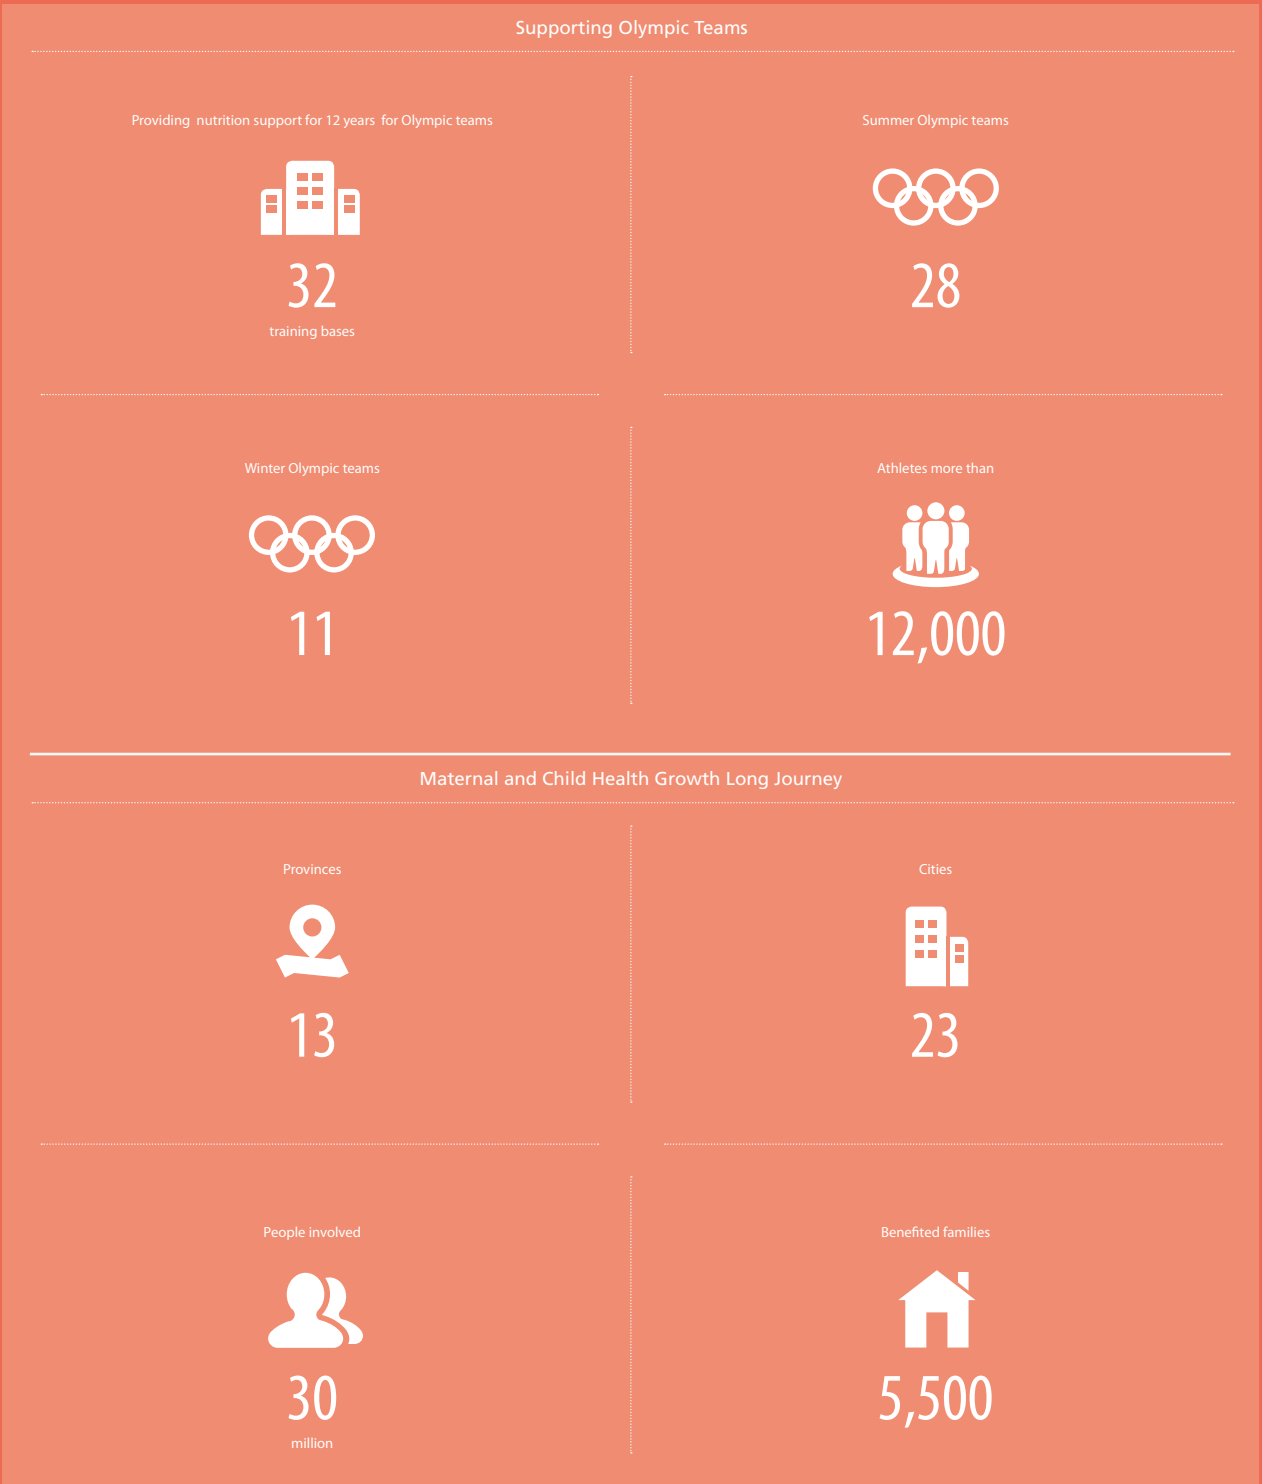 Supporting Olympic Teams
Providing nutrition support for 12 years for Olympic teams
32
training bases
Summer Olympic teams
28
Winter Olympic teams
11
Athletes more than
12,000
Maternal and Child Health Growth Long Journey
Provinces
13
Cities
23
People involved
30
million
Benefited families
5,500